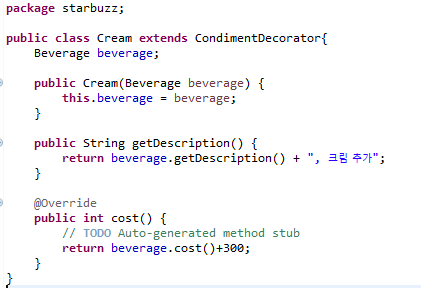 package starbuzz;
public class Cream extends CondimentDecorator{
Beverage beverage;
public Cream(Beverage beverage) {
this.beverage = beverage;
}
public String getDescription() {
return beverage.getDescription() + ", 크림 추가";
}
@Override
public int cost() {
// TODO Auto-generated method stub
return beverage.cost()+300;
}
}